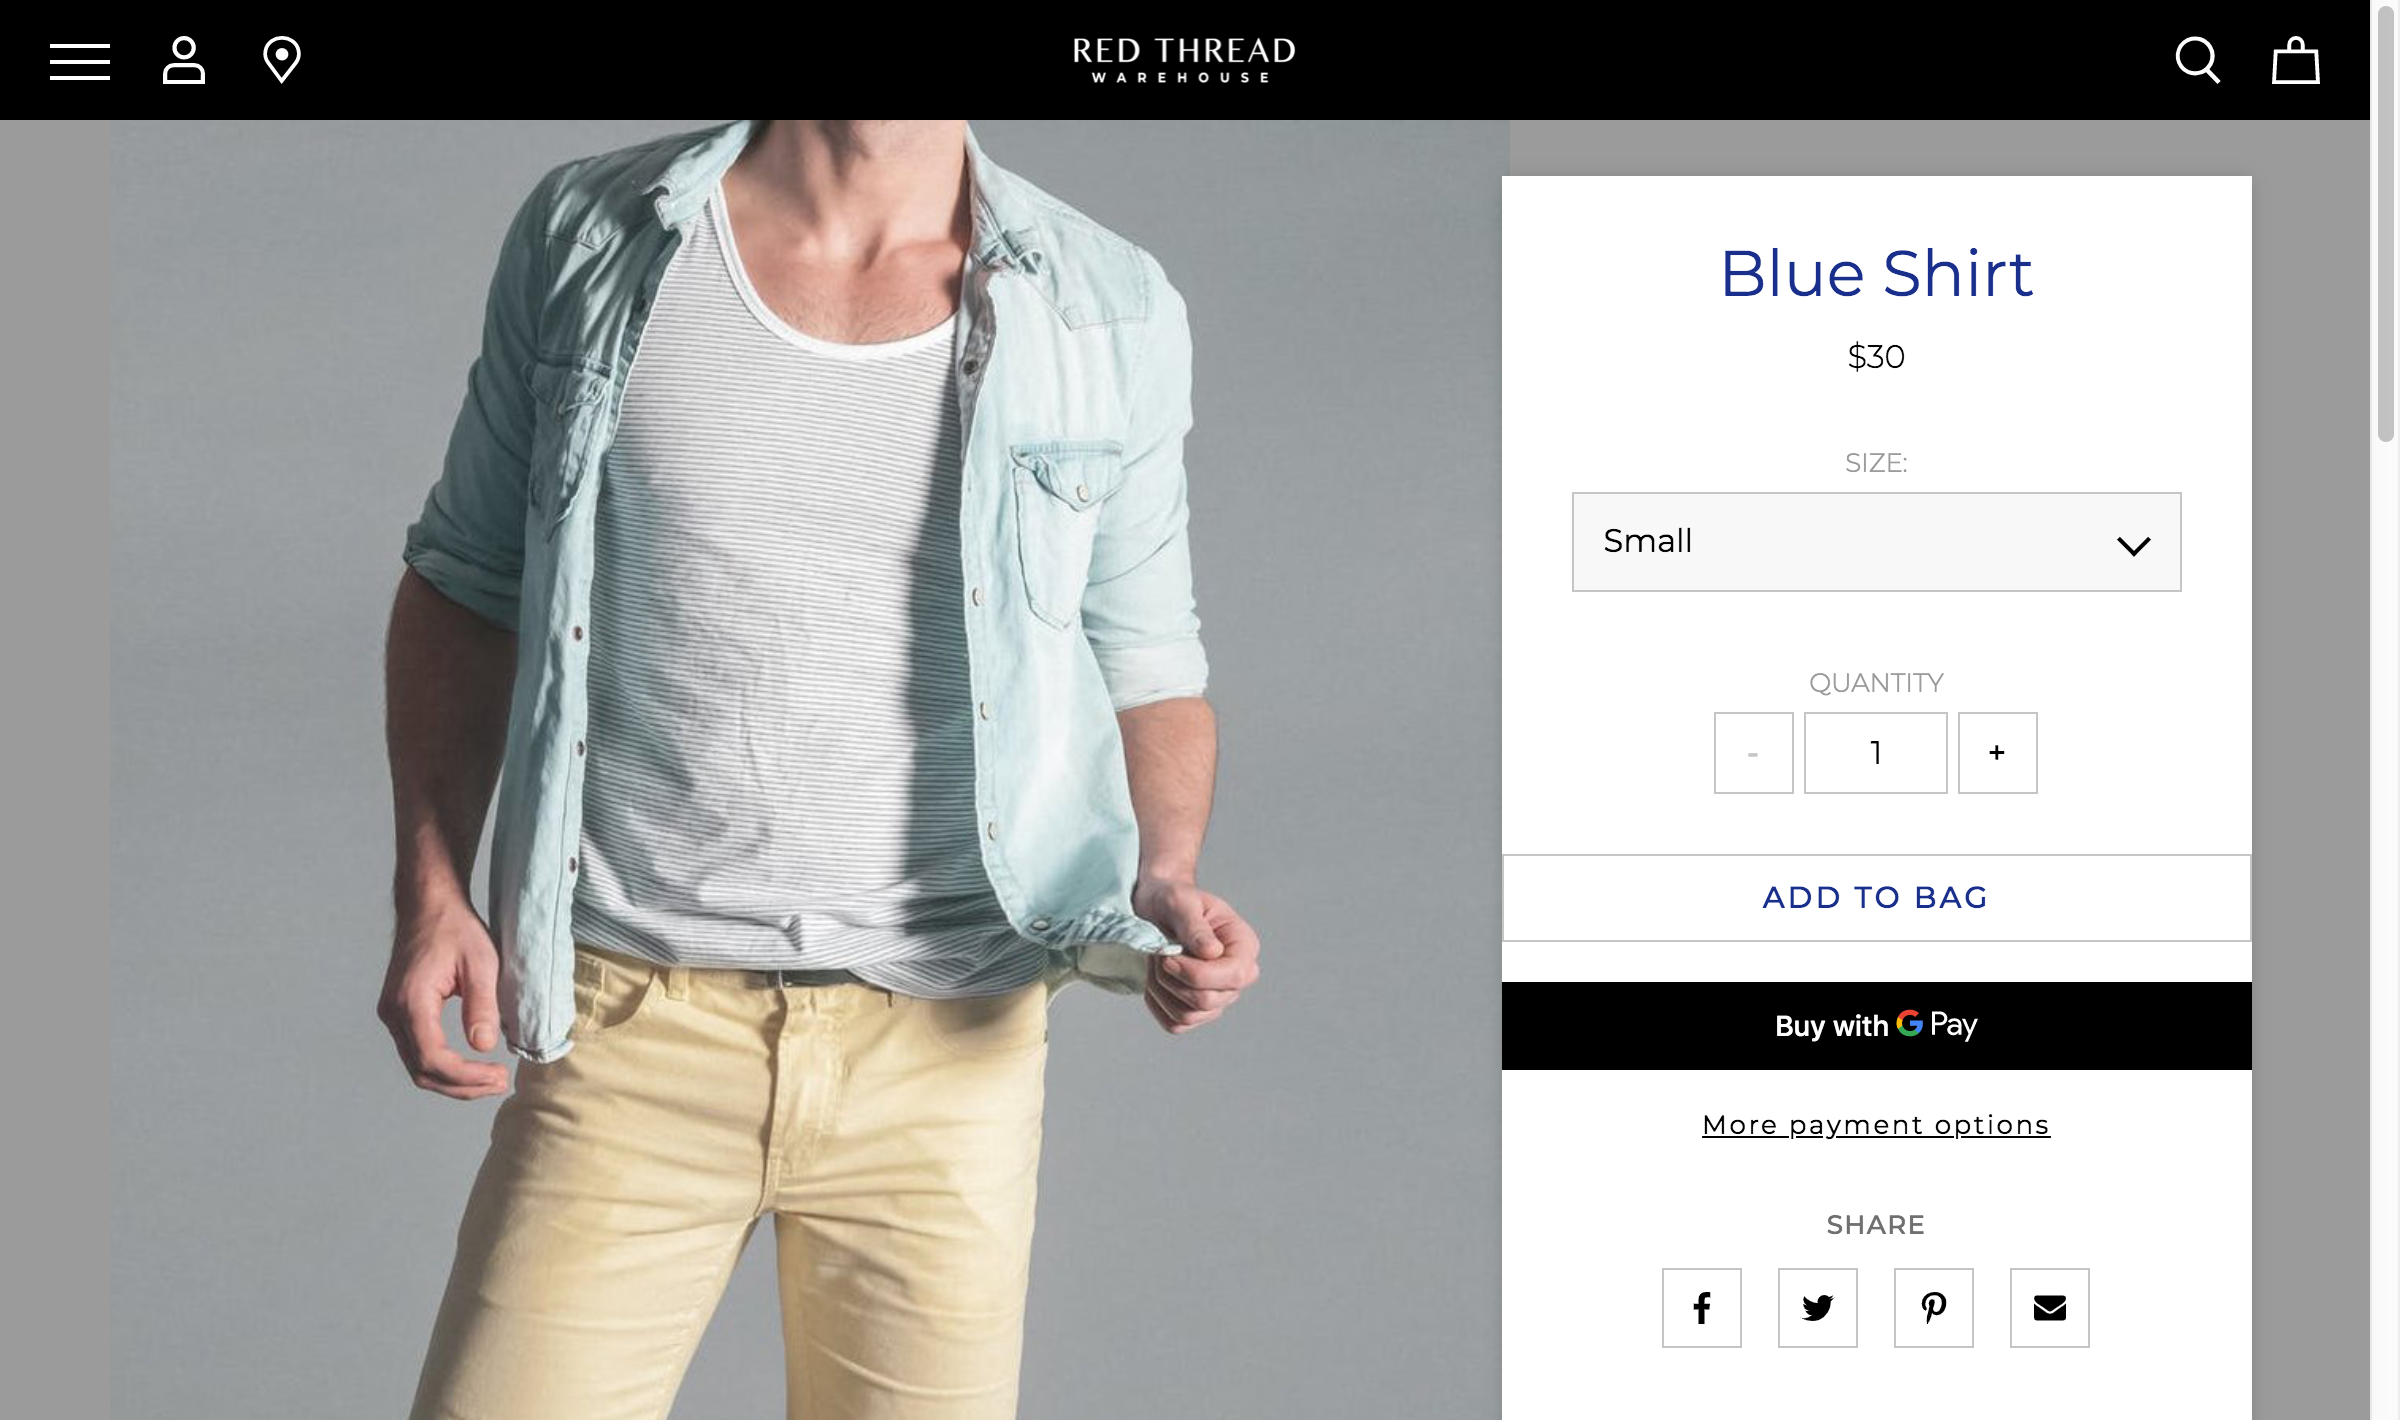 RED THREAD
WAREHOUSE
Blue Shirt
$30
SIZE:
Small
QUANTITY
- 1 +
ADD TO BAG
Buy with G Pay
More payment options
SHARE